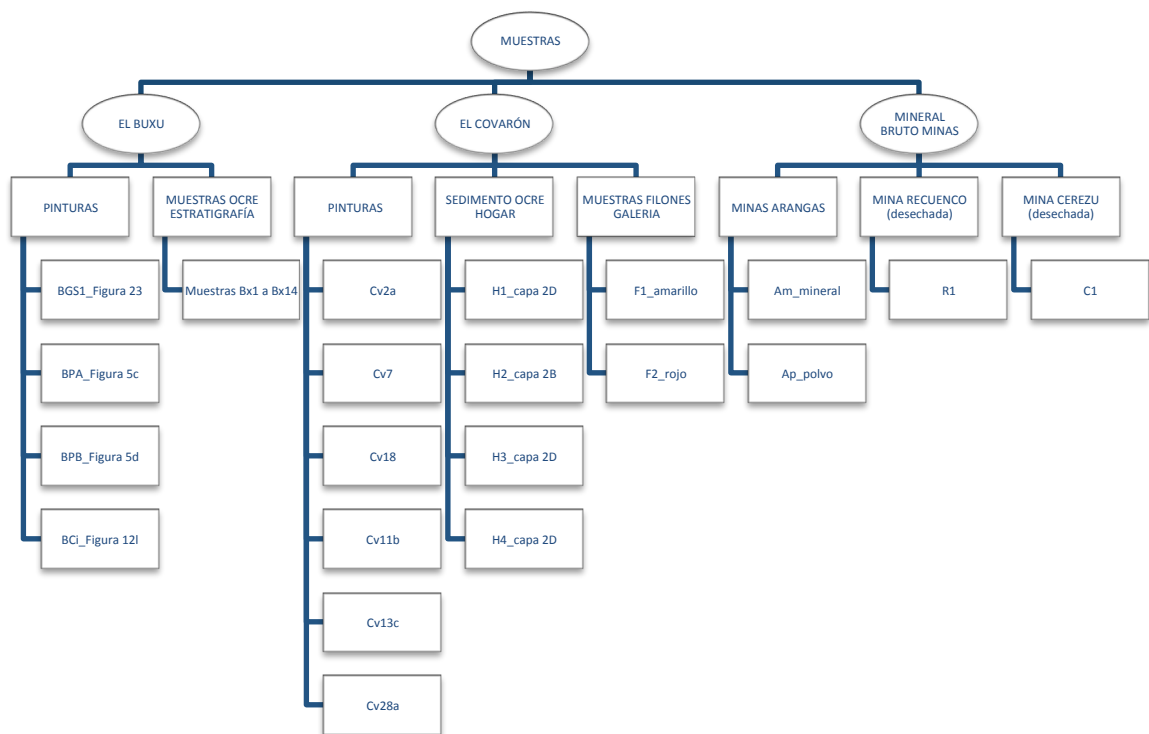 MUESTRAS
EL BUXU
EL COVARÓN
MINERAL
BRUTO MINAS
PINTURAS
MUESTRAS OCRE
ESTRATIGRAFÍA
PINTURAS
SEDIMENTO OCRE
HOGAR
MUESTRAS FILONES
GALERIA
MINAS ARANGAS
MINA RECUENCO
(desechada)
MINA CEREZU
(desechada)
BGS1_Figura 23
Muestras Bx1 a Bx14
Cv2a
H1_capa 2D
F1_amarillo
Am_mineral
R1
C1
BPA_Figura 5c
Cv7
H2_capa 2B
F2_rojo
Ap_polvo
BPB_Figura 5d
Cv18
H3_capa 2D
BCi_Figura 12l
Cv11b
H4_capa 2D
Cv13c
Cv28a